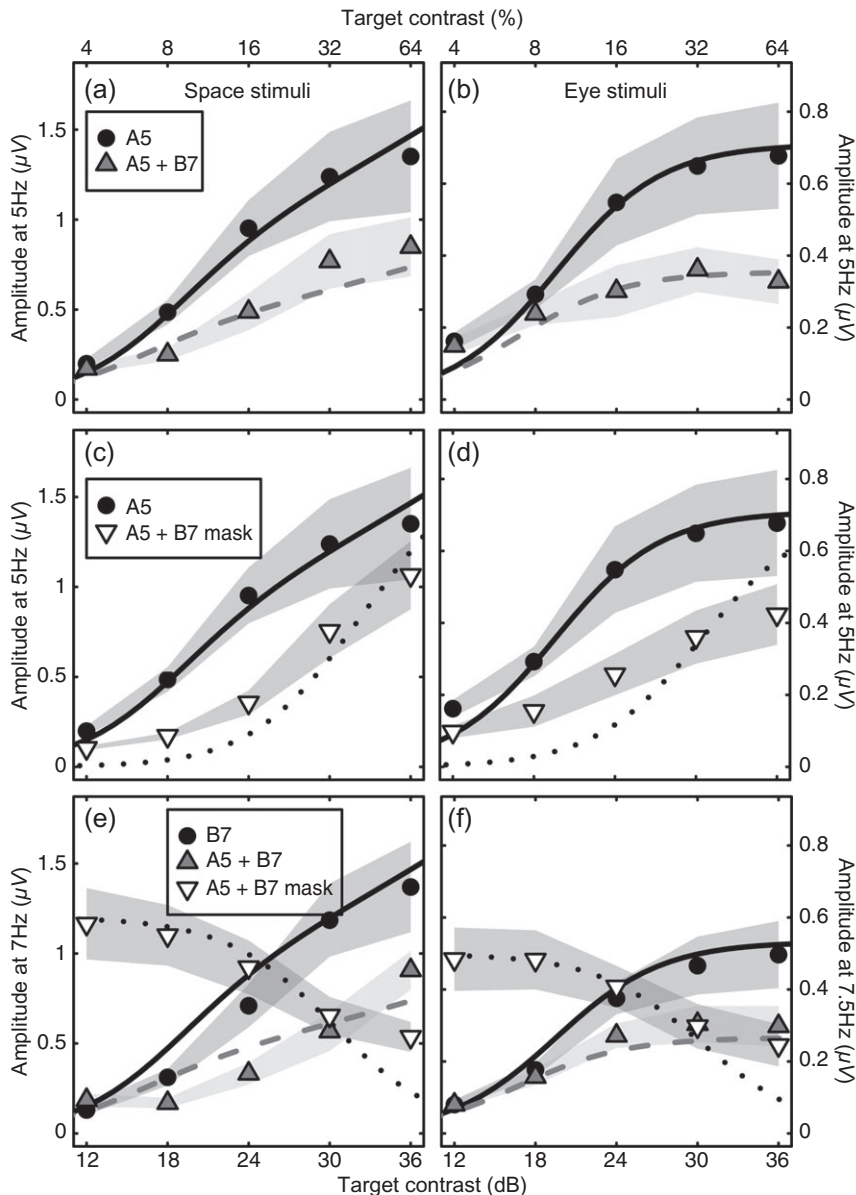 Target contrast (%)
4 8 16 32 64 4 8 16 32 64
(a) Space stimuli
A5
A5 + B7
Amplitude at 5Hz (µV)
1.5
1
0.5
0
(b) Eye stimuli
0.8
0.6
0.4
0.2
0
Amplitude at 5Hz (µV)
(c)
A5
A5 + B7 mask
Amplitude at 5Hz (µV)
1.5
1
0.5
0
(d)
0.8
0.6
0.4
0.2
0
Amplitude at 5Hz (µV)
(e)
B7
A5 + B7
A5 + B7 mask
Amplitude at 7Hz (µV)
1.5
1
0.5
0
(f)
0.8
0.6
0.4
0.2
0
Amplitude at 7.5Hz (µV)
12 18 24 30 36 12 18 24 30 36
Target contrast (dB)